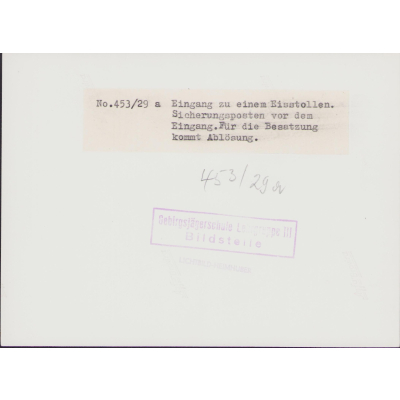 No.453/29 a Eingang zu einem Eisstollen.
Sicherungsposten vor dem
Eingang. Für die Besatzung
kommt Ablösung.
453/29a
Gebirgsjägerschule
Bildstelle